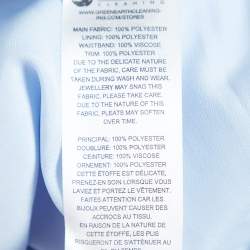 CLEANING
WWW.GREENEARTHCLEANING.
COM/STORES
MAIN FABRIC: 100% POLYESTER
LINING: 100% POLYESTER
WAISTBAND: 100% VISCOSE
TRIM: 100% POLYESTER
DUE TO THE DELICATE NATURE
OF THE FABRIC, CARE MUST BE
TAKEN DURING WASH AND WEAR.
JEWELLERY MAY SNAG THIS
FABRIC, PLEASE TAKE CARE.
DUE TO THE NATURE OF THE
FABRIC, PLEATS MAY SOFTEN
OVER TIME.
PRINCIPAL: 100% POLYESTER
DOUBLURE: 100% POLYESTER
CEINTURE: 100% VISCOSE
ORNEMENT: 100% POLYESTER
CETTE ÉTOFFE EST DÉLICATE,
PRENEZ-EN SOIN LORSQUE VOUS
LAVEZ ET PORTEZ LE VÊTEMENT.
FAITES ATTENTION CAR LES
BIJOUX PEUVENT CAUSER DES
ACCROCS AU TISSU.
EN RAISON DE LA NATURE DE
CETTE ÉTOFFE, LES PLIS
RISQUERONT DE S'ATTÉNUER AU